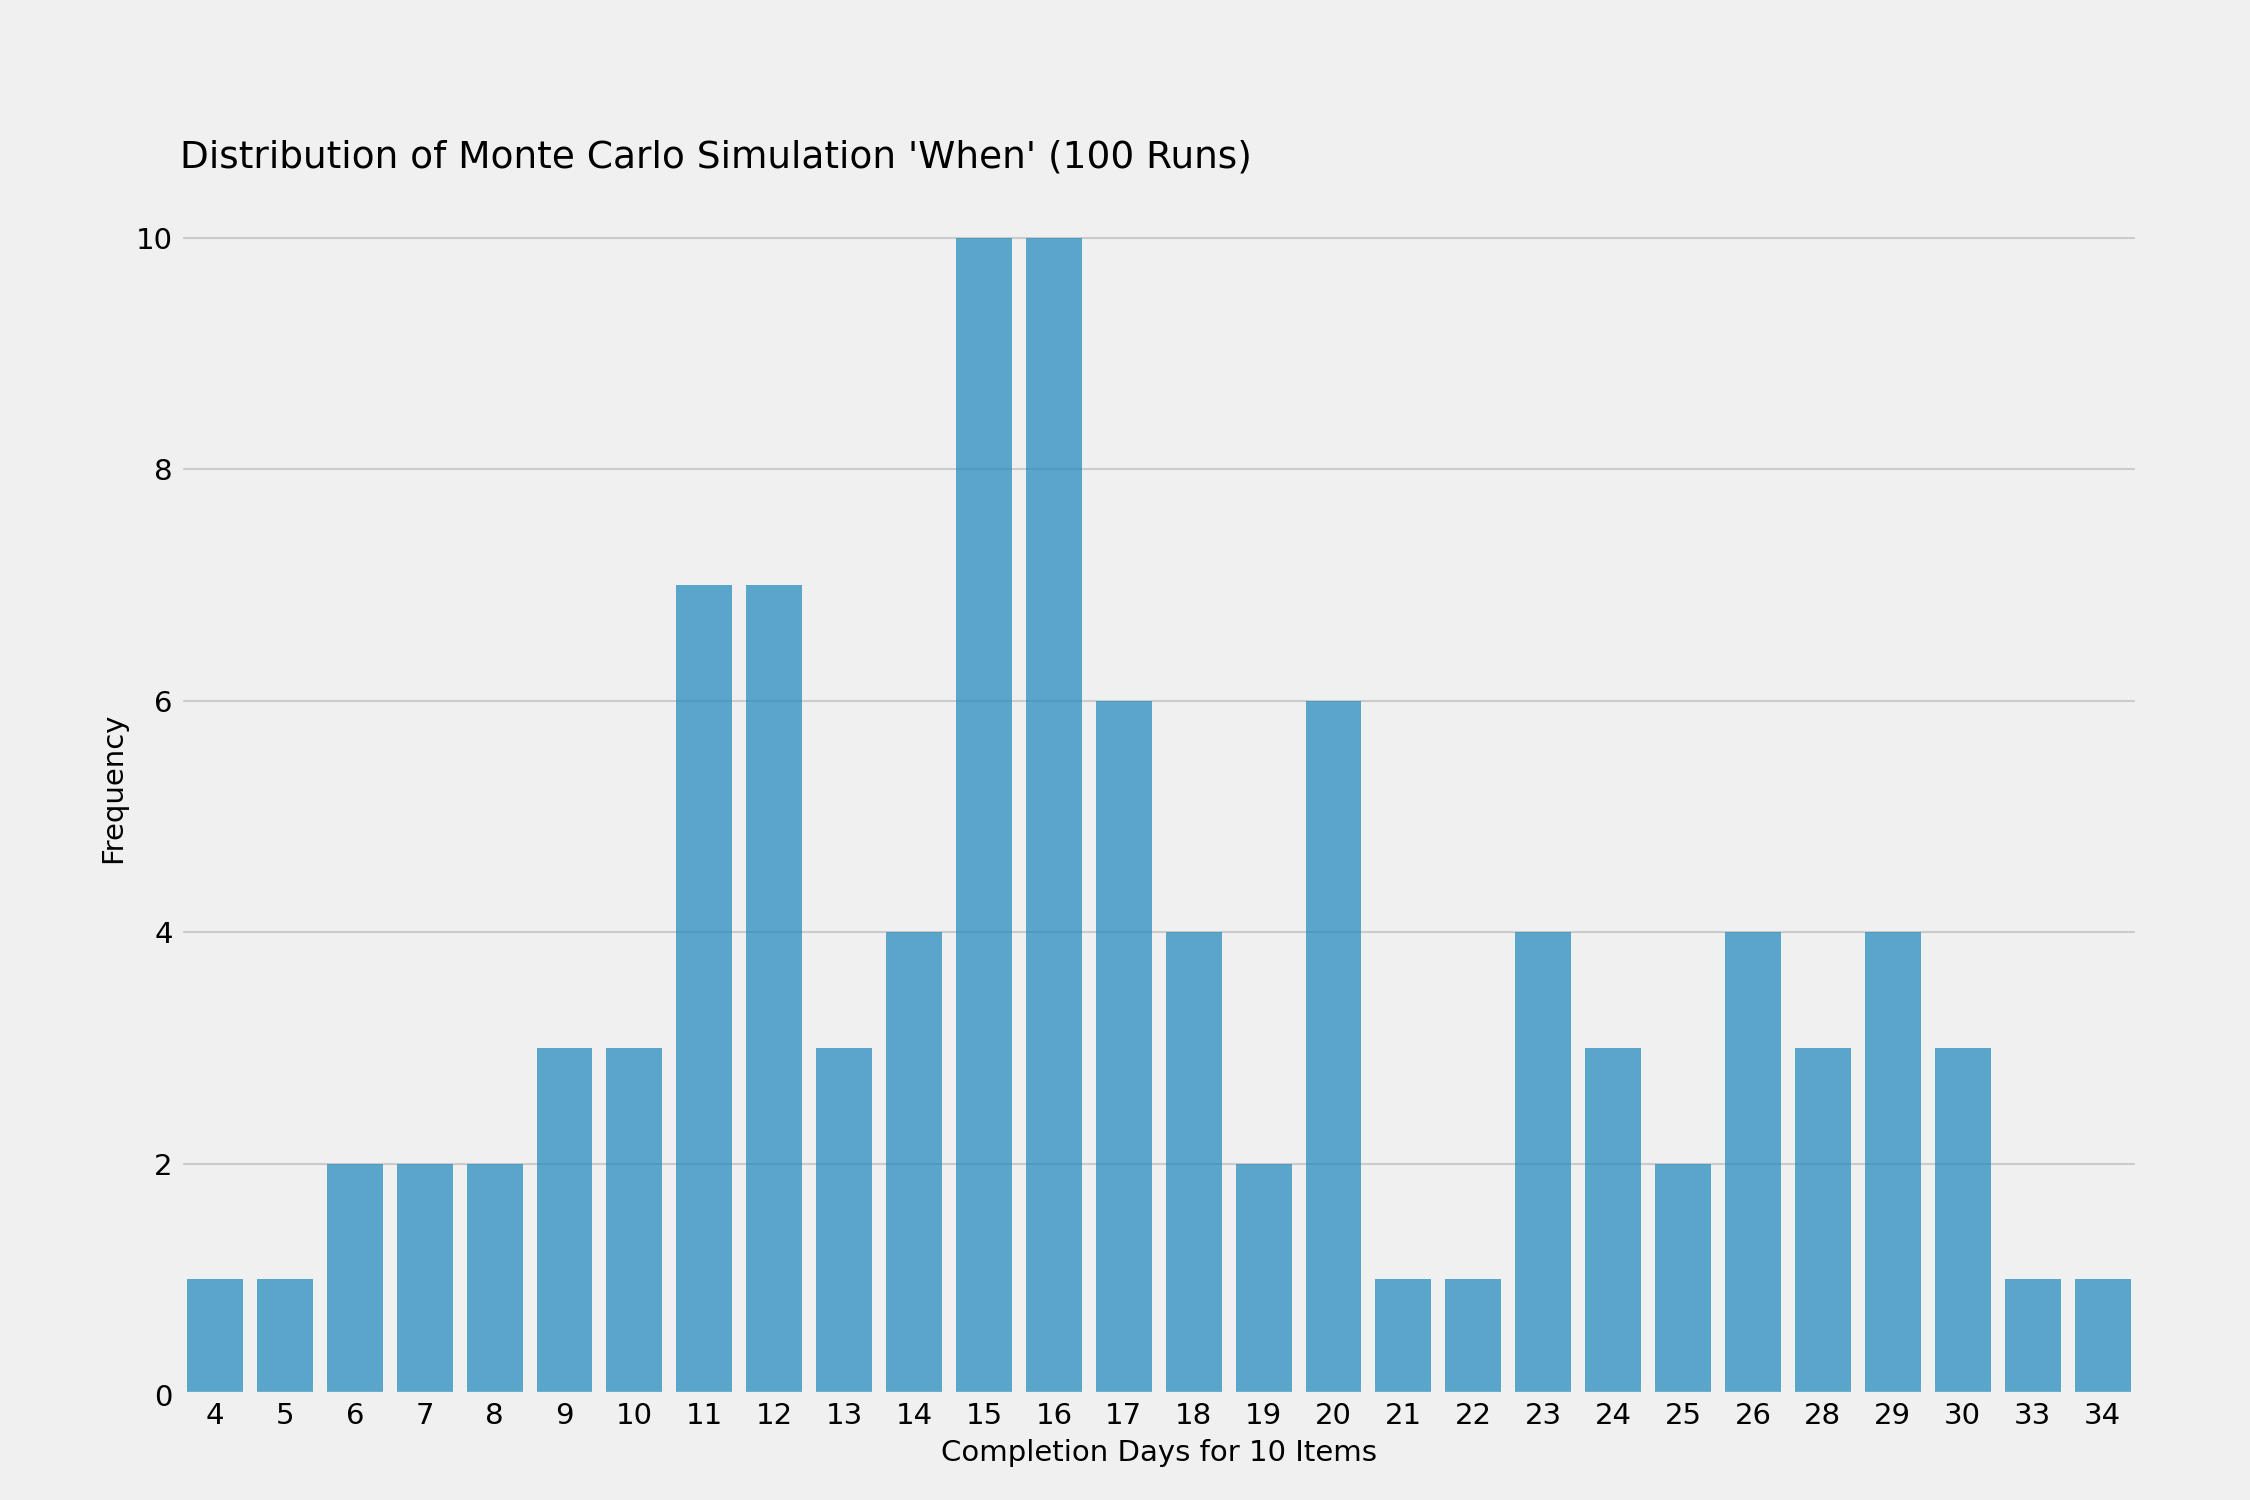 Distribution of Monte Carlo Simulation 'When' (100 Runs)
Frequency
10
8
6
4
2
0
4 5 6 7 8 9 10 11 12 13 14 15 16 17 18 19 20 21 22 23 24 25 26 28 29 30 33 34
Completion Days for 10 Items